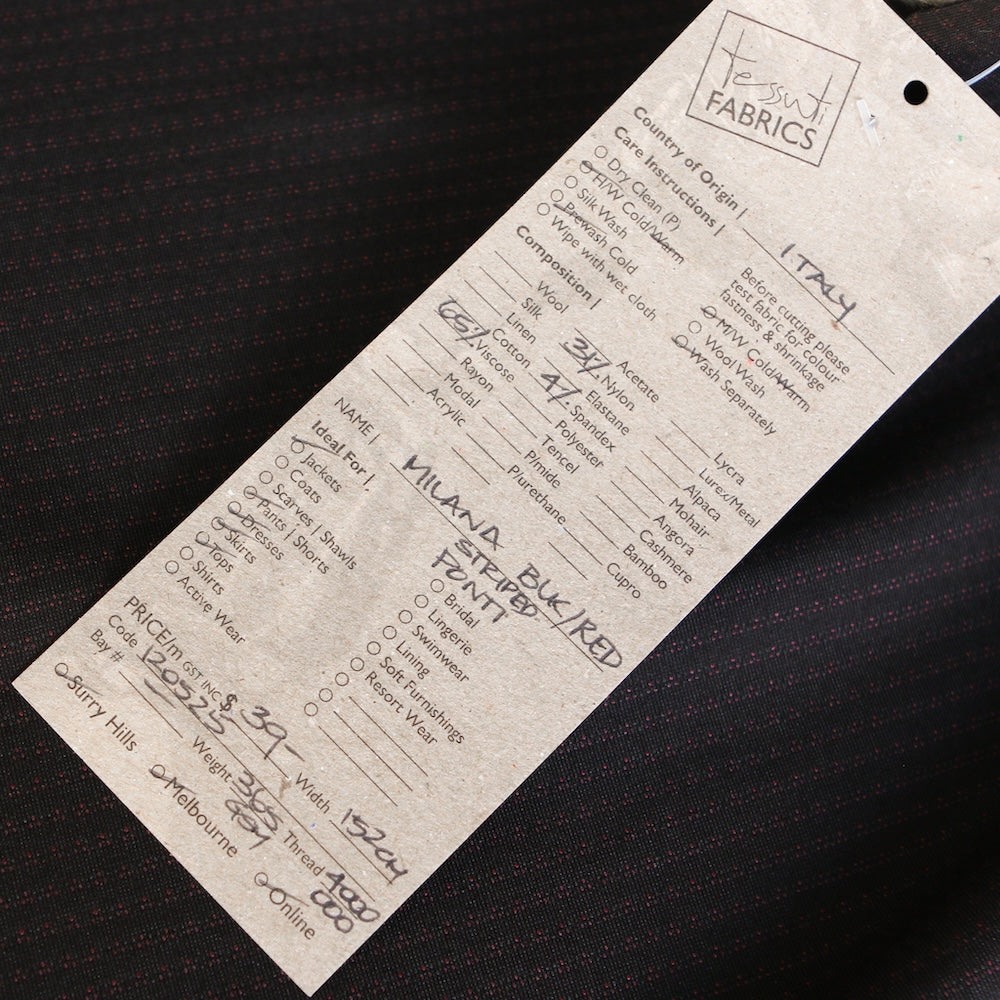 tessuti
FABRICS
Country of Origin | ITALY
Care Instructions |
Dry Clean (P)
H/W Cold/Warm
Silk Wash
Prewash Cold
Wipe with wet cloth
Before cutting please
test fabric for colour
fastness & shrinkage
M/W Cold/Warm
Wool Wash
Wash Separately
Composition |
Wool
Silk
Linen
Cotton
65/ Viscose
Rayon
Modal
Acrylic
Acetate
31/ Nylon
Elastane
4/ Spandex
Polyester
Tencel
P/mide
P/urethane
Lycra
Lurex/Metal
Alpaca
Mohair
Angora
Cashmere
Bamboo
Cupro
NAME | MILANA BLK/RED
STRIPED
PONTI
Ideal For |
Jackets
Coats
Scarves | Shawls
Pants | Shorts
Dresses
Skirts
Tops
Shirts
Active Wear
Bridal
Lingerie
Swimwear
Lining
Soft Furnishings
Resort Wear
PRICE/m GST INC $ 39- Width 152CM
Code 120525 Weight 365 GSM Thread 4000 000
Bay #
Surry Hills
Melbourne
Online